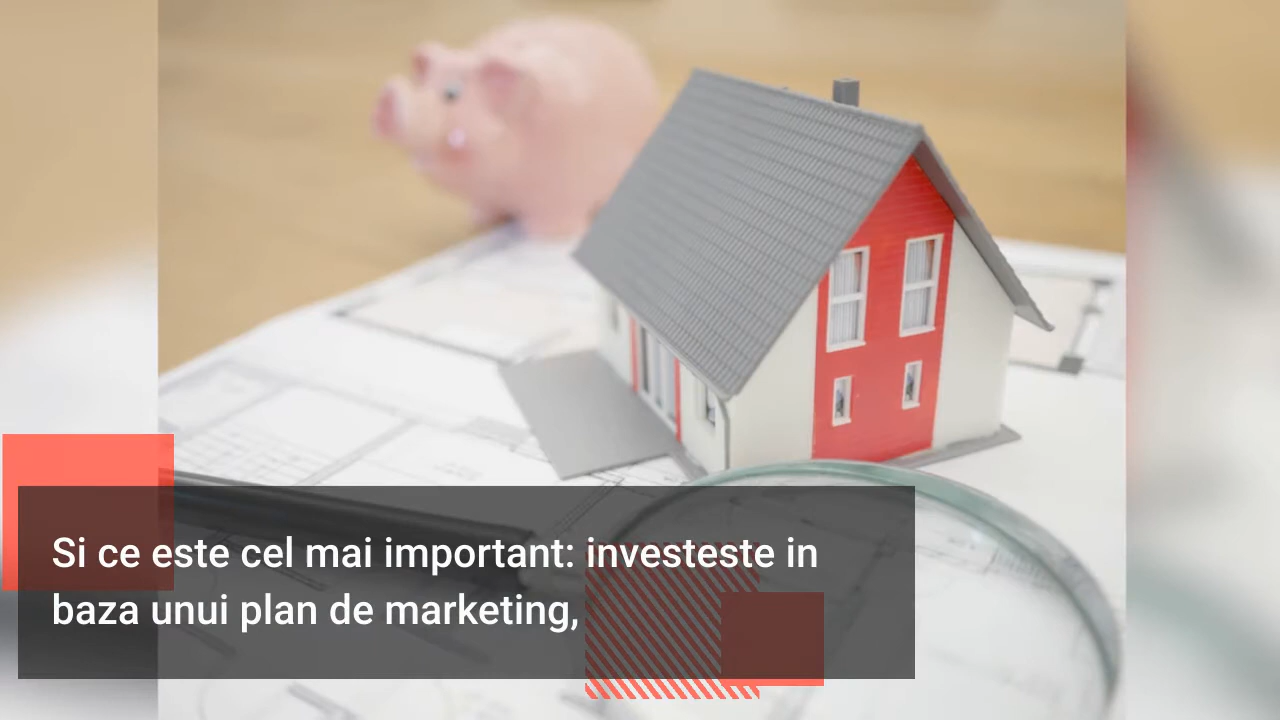 Si ce este cel mai important: investeste in
baza unui plan de marketing,